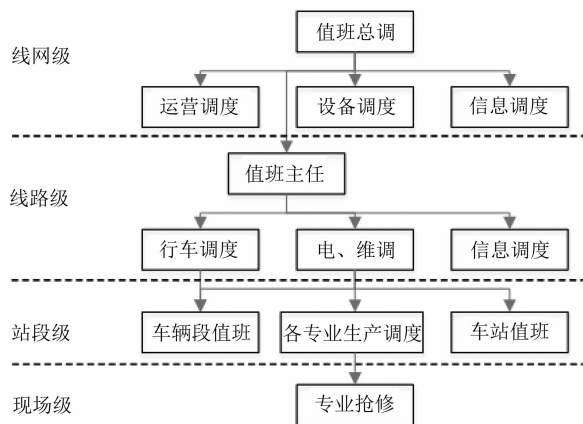 值班总调
线网级
运营调度
设备调度
信息调度
值班主任
线路级
行车调度
电、维调
信息调度
站段级
车辆段值班
各专业生产调度
车站值班
现场级
专业抢修